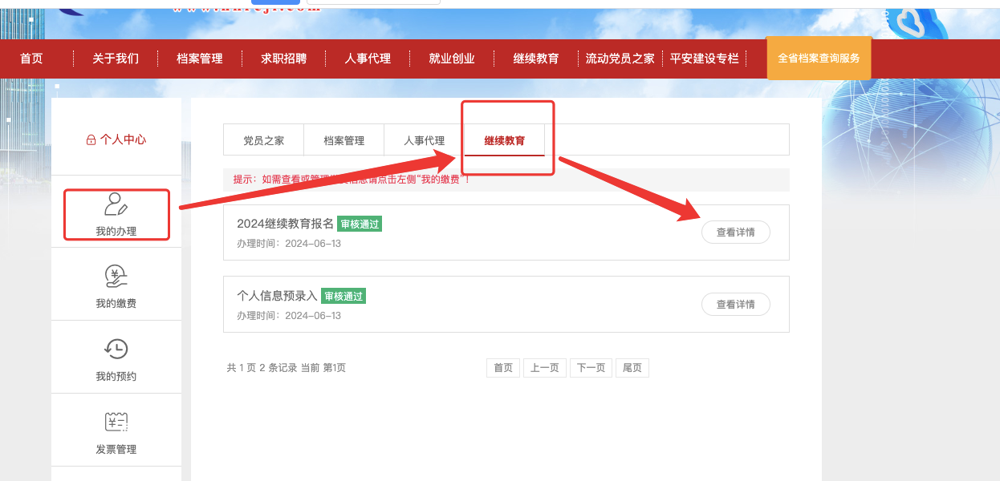 首页 关于我们 档案管理 求职招聘 人事代理 就业创业 继续教育 流动党员之家 平安建设专栏 全省档案查询服务
个人中心
我的办理
我的缴费
我的预约
发票管理
党员之家 档案管理 人事代理 继续教育
提示：如需查看或管理缴费信息请点击左侧“我的缴费”！
2024继续教育报名 审核通过
办理时间：2024-06-13
查看详情
个人信息预录入 审核通过
办理时间：2024-06-13
查看详情
共 1 页 2 条记录 当前 第1页 首页 上一页 下一页 尾页